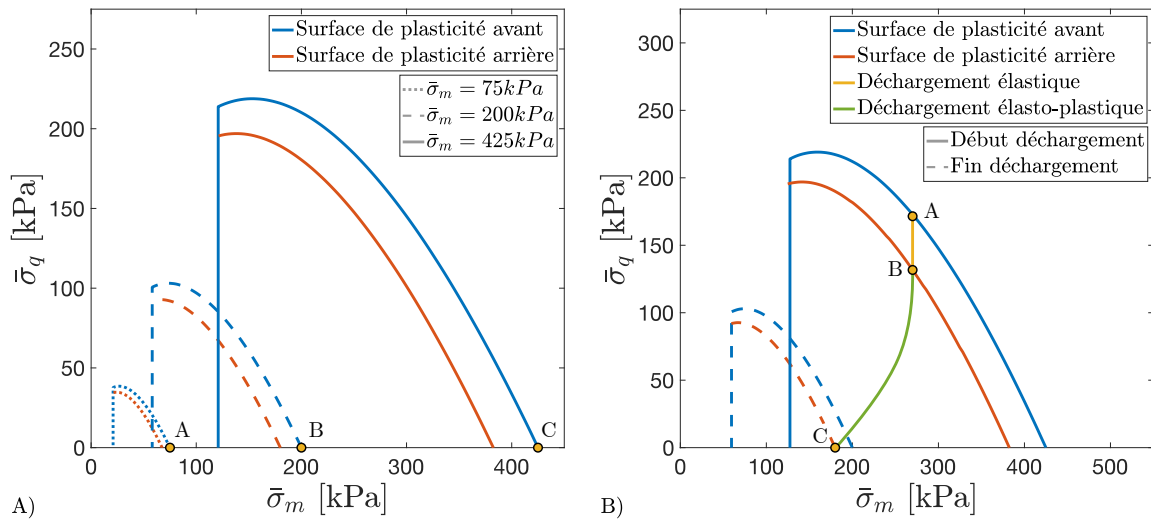 Surface de plasticité avant
Surface de plasticité arrière
σ̄m = 75kPa
σ̄m = 200kPa
σ̄m = 425kPa
250
200
150
100
50
0
σ̄q [kPa]
A
B
C
0 100 200 300 400
σ̄m [kPa]
A)
Surface de plasticité avant
Surface de plasticité arrière
Déchargement élastique
Déchargement élasto-plastique
Début déchargement
Fin déchargement
300
250
200
150
100
50
0
σ̄q [kPa]
A
B
C
0 100 200 300 400 500
σ̄m [kPa]
B)